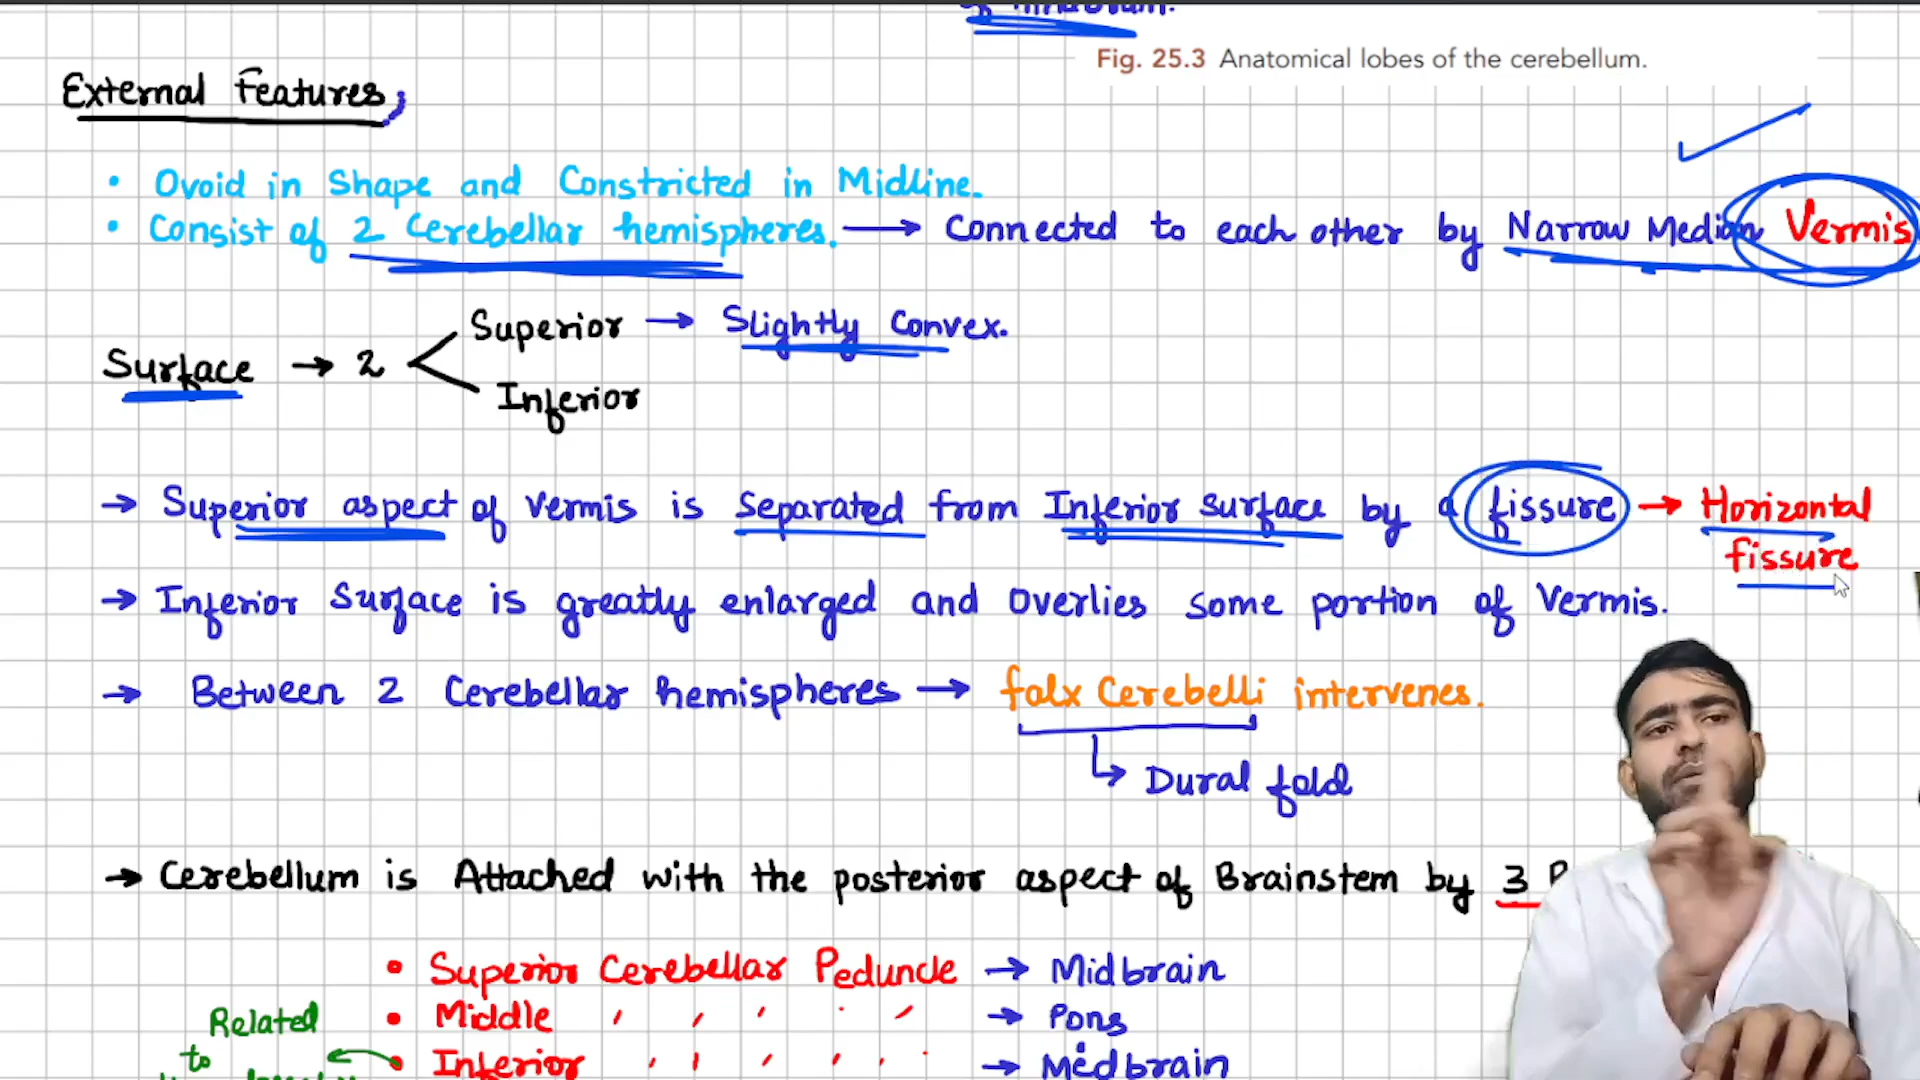 Fig. 25.3 Anatomical lobes of the cerebellum.
External Features
• Ovoid in Shape and Constricted in Midline.
• Consist of 2 Cerebellar hemispheres. → Connected to each other by Narrow Median Vermis
Surface → 2
Superior → Slightly Convex.
Inferior
→ Superior aspect of Vermis is Separated from Inferior Surface by a fissure → Horizontal
fissure
→ Inferior Surface is greatly enlarged and Overlies Some portion of Vermis.
→ Between 2 Cerebellar hemispheres → falx Cerebelli intervenes.
Dural fold
→ Cerebellum is Attached with the posterior aspect of Brainstem by 3
• Superior Cerebellar Peduncle → Midbrain
• Middle → Pons
• Inferior → Medbrain
Related
to